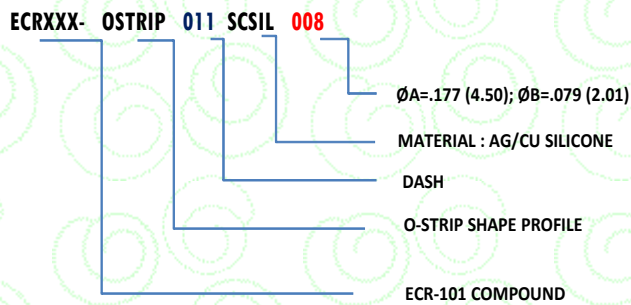 ECRXXX- OSTRIP 011 SCSIL 008
ØA=.177 (4.50); ØB=.079 (2.01)
MATERIAL : AG/CU SILICONE
DASH
O-STRIP SHAPE PROFILE
ECR-101 COMPOUND